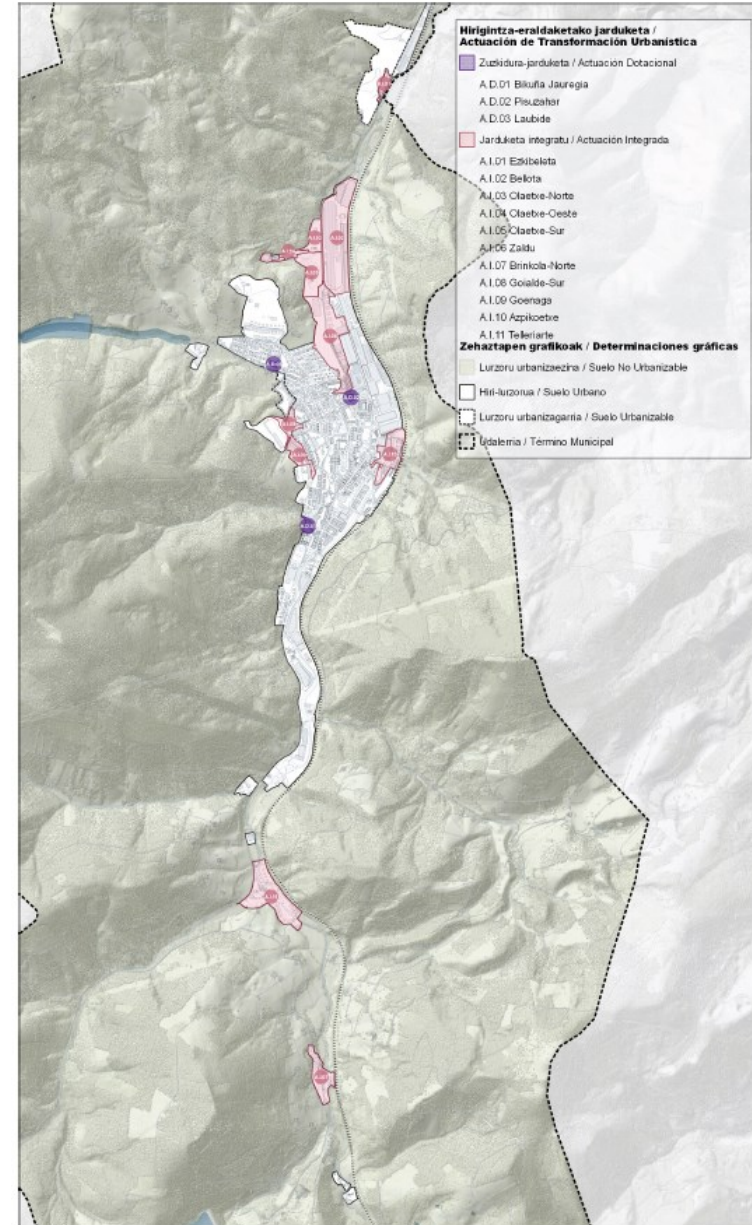 Hirigintza-eraldaketako jarduketa /
Actuación de Transformación Urbanística
Zuzkidura-jarduketa / Actuación Dotacional
A.D.01 Bikuña Jauregia
A.D.02 Pisuzahar
A.D.03 Laubide
Jarduketa integratu / Actuación Integrada
A.I.01 Ezkibeleta
A.I.02 Bellota
A.I.03 Olaetxe-Norte
A.I.04 Olaetxe-Oeste
A.I.05 Olaetxe-Sur
A.I.06 Zaldu
A.I.07 Brinkola-Norte
A.I.08 Goialde-Sur
A.I.09 Goenaga
A.I.10 Azpikoetxe
A.I.11 Telleriarte
Zehaztapen grafikoak / Determinaciones gráficas
Lurzoru urbanizaezina / Suelo No Urbanizable
Hiri-lurzorua / Suelo Urbano
Lurzoru urbanizagarria / Suelo Urbanizable
Udalerria / Término Municipal